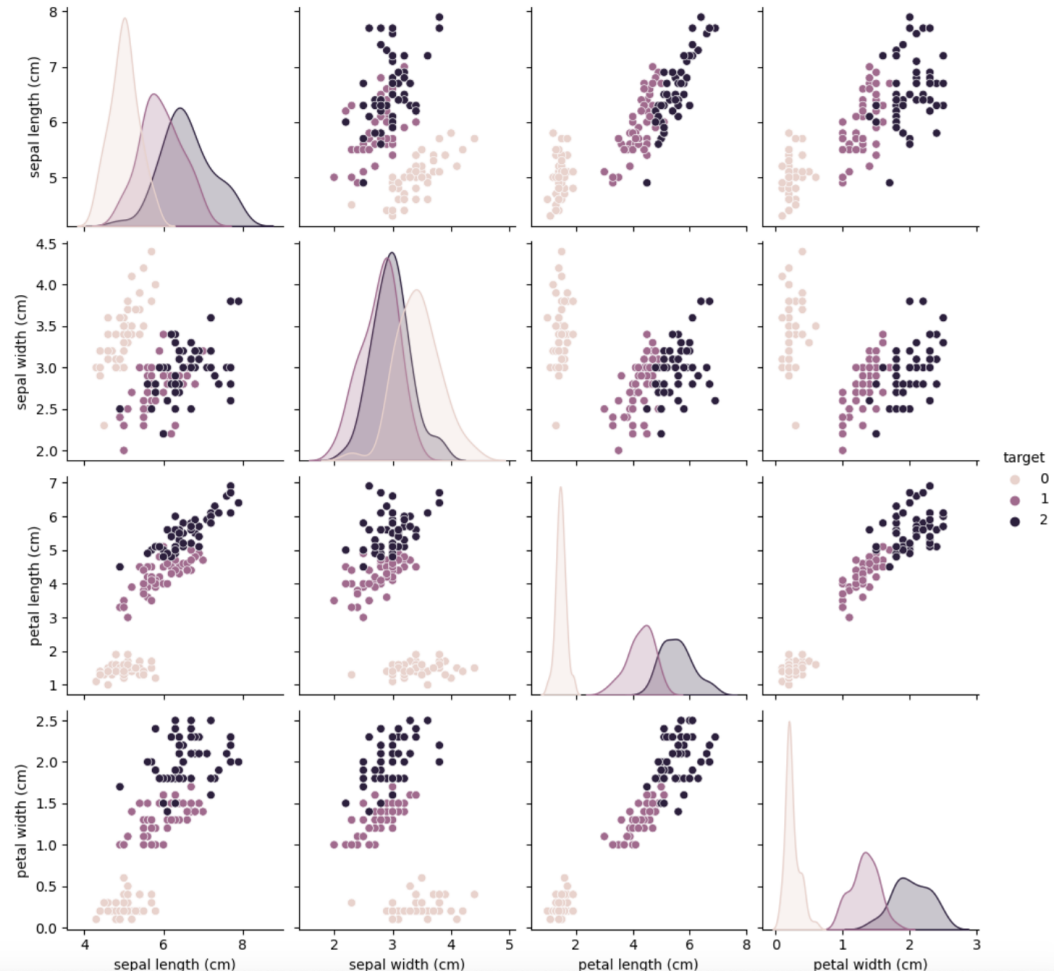 8
7
6
5
sepal length (cm)
4.5
4.0
3.5
3.0
2.5
2.0
sepal width (cm)
7
6
5
4
3
2
1
petal length (cm)
2.5
2.0
1.5
1.0
0.5
0.0
petal width (cm)
4 6 8
sepal length (cm)
2 3 4 5
sepal width (cm)
2 4 6 8
petal length (cm)
0 1 2 3
petal width (cm)
target
0
1
2